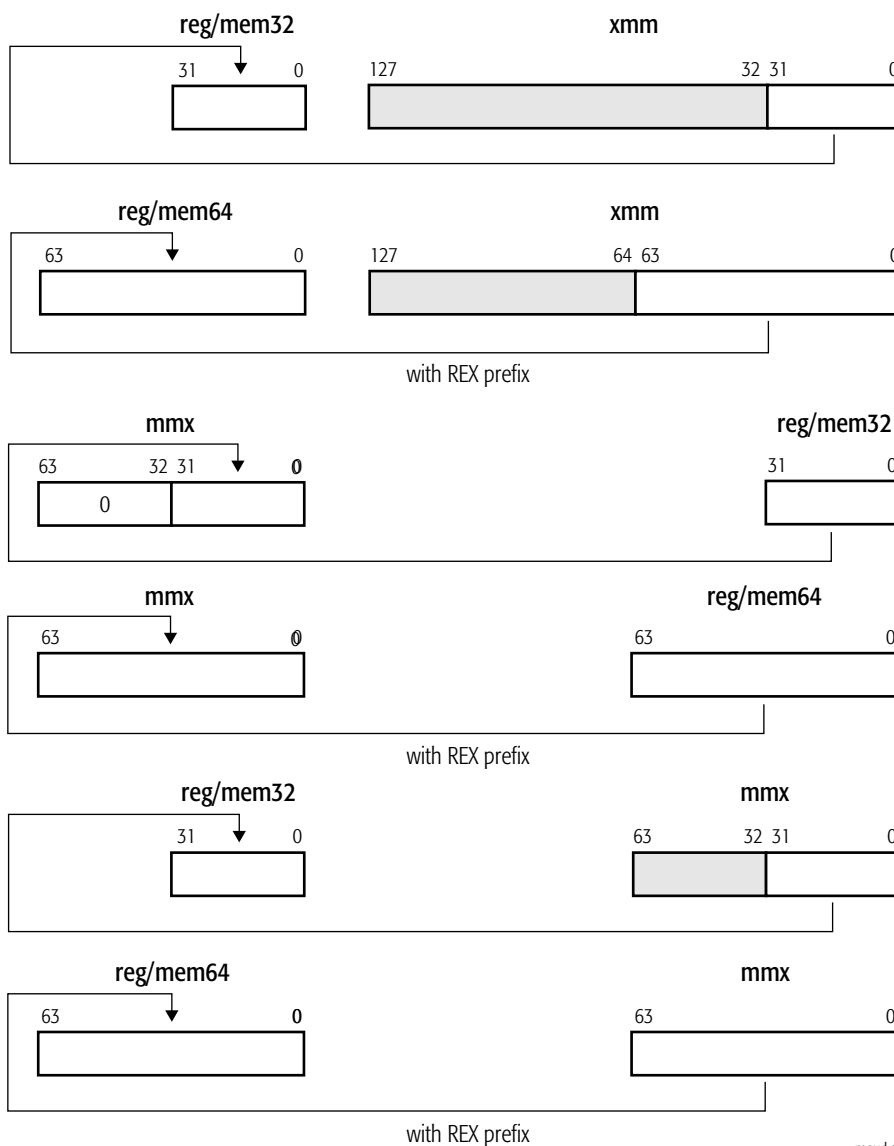 reg/mem32 xmm
31 0 127 32 31 0
reg/mem64 xmm
63 0 127 64 63 0
with REX prefix
mmx reg/mem32
63 32 31 0 31 0
0
mmx reg/mem64
63 0 63 0
with REX prefix
reg/mem32 mmx
31 0 63 32 31 0
reg/mem64 mmx
63 0 63 0
with REX prefix